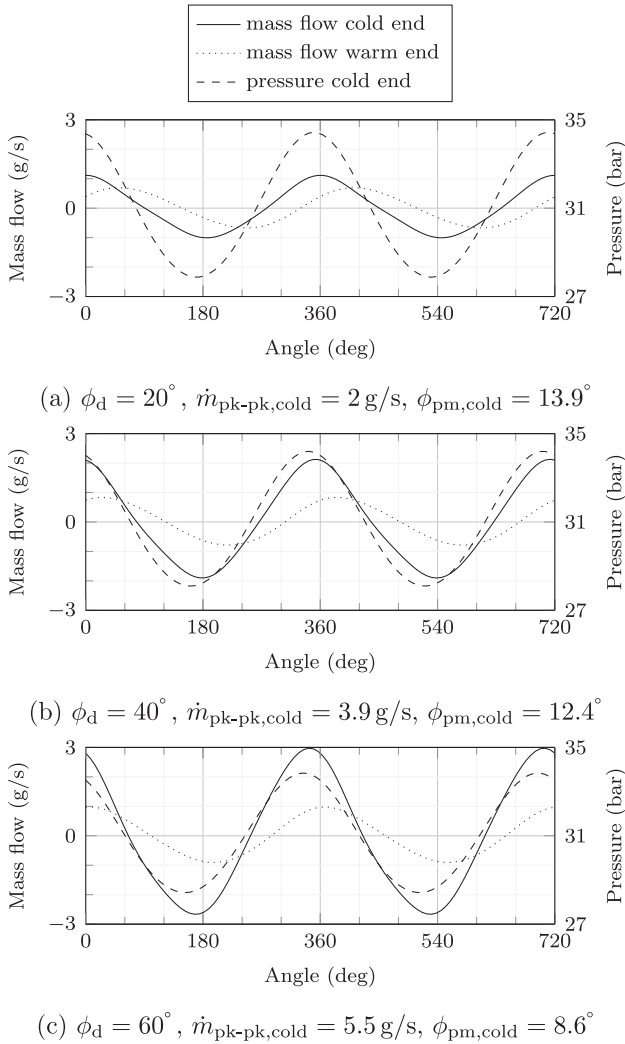 mass flow cold end
mass flow warm end
pressure cold end
3
0
−3
Mass flow (g/s)
35
31
27
Pressure (bar)
0 180 360 540 720
Angle (deg)
(a) ϕd = 20°, ṁpk-pk,cold = 2 g/s, ϕpm,cold = 13.9°
3
0
−3
Mass flow (g/s)
35
31
27
Pressure (bar)
0 180 360 540 720
Angle (deg)
(b) ϕd = 40°, ṁpk-pk,cold = 3.9 g/s, ϕpm,cold = 12.4°
3
0
−3
Mass flow (g/s)
35
31
27
Pressure (bar)
0 180 360 540 720
Angle (deg)
(c) ϕd = 60°, ṁpk-pk,cold = 5.5 g/s, ϕpm,cold = 8.6°